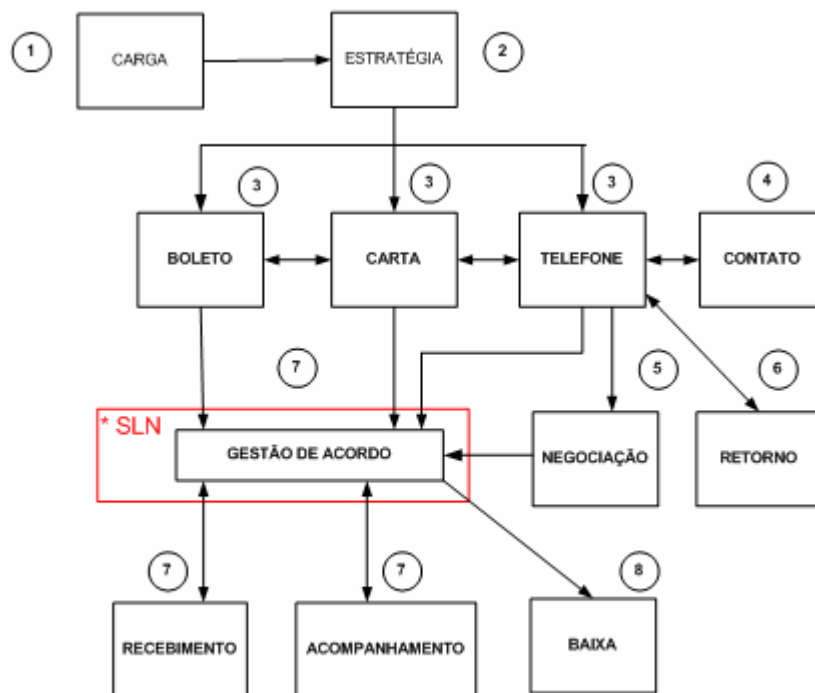 1
CARGA
ESTRATÉGIA
2
3
3
3
4
BOLETO
CARTA
TELEFONE
CONTATO
7
5
6
* SLN
GESTÃO DE ACORDO
NEGOCIAÇÃO
RETORNO
7
7
8
RECEBIMENTO
ACOMPANHAMENTO
BAIXA